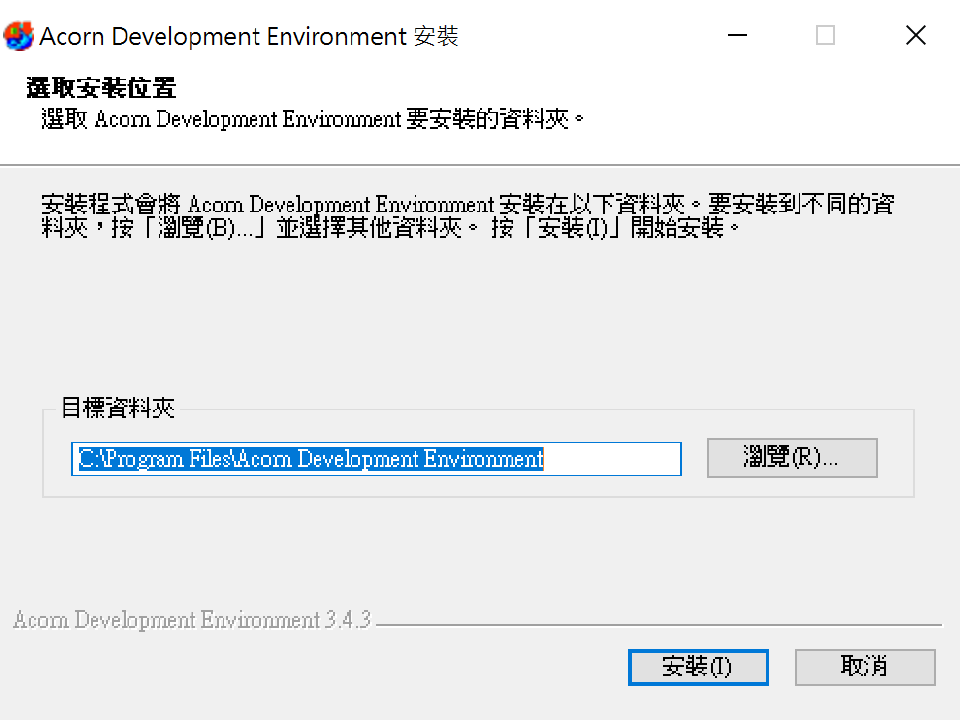 Acorn Development Environment 安裝
選取安裝位置
選取 Acorn Development Environment 要安裝的資料夾。
安裝程式會將 Acorn Development Environment 安裝在以下資料夾。要安裝到不同的資
料夾，按「瀏覽(B)...」並選擇其他資料夾。 按「安裝(I)」開始安裝。
目標資料夾
C:\Program Files\Acorn Development Environment
瀏覽(R)...
Acorn Development Environment 3.4.3
安裝(I)
取消